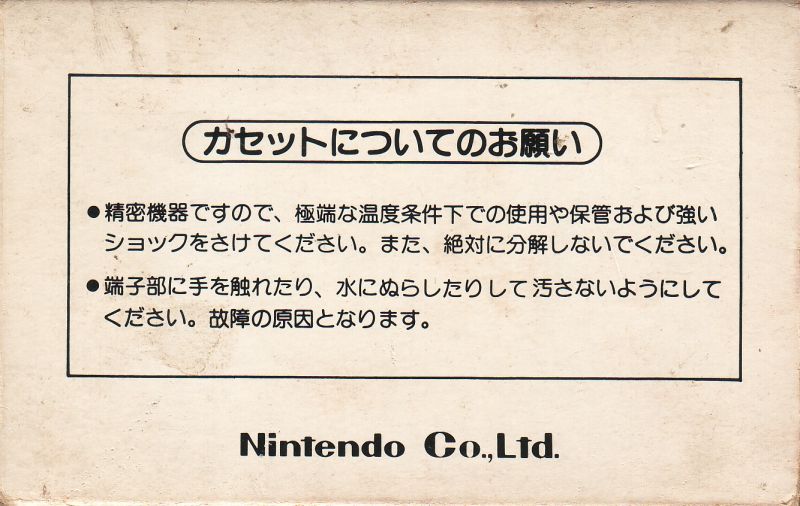 カセットについてのお願い
●精密機器ですので、極端な温度条件下での使用や保管および強い
ショックをさけてください。また、絶対に分解しないでください。
●端子部に手を触れたり、水にぬらしたりして汚さないようにして
ください。故障の原因となります。
Nintendo Co.,Ltd.